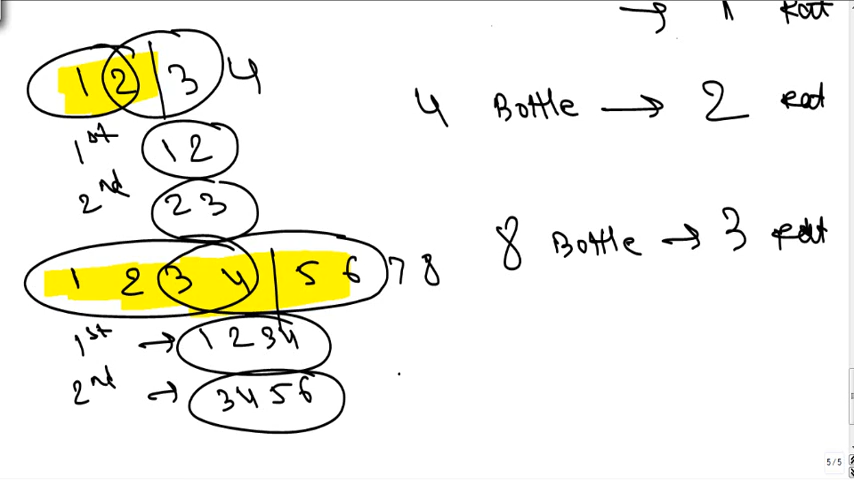 1 Rat
1 2 | 3 4
4 Bottle → 2 Rat
1st 1 2
2nd 2 3
8 Bottle → 3 Rat
1 2 3 4 | 5 6 7 8
1st → 1 2 3 4
2nd → 3 4 5 6
5/5